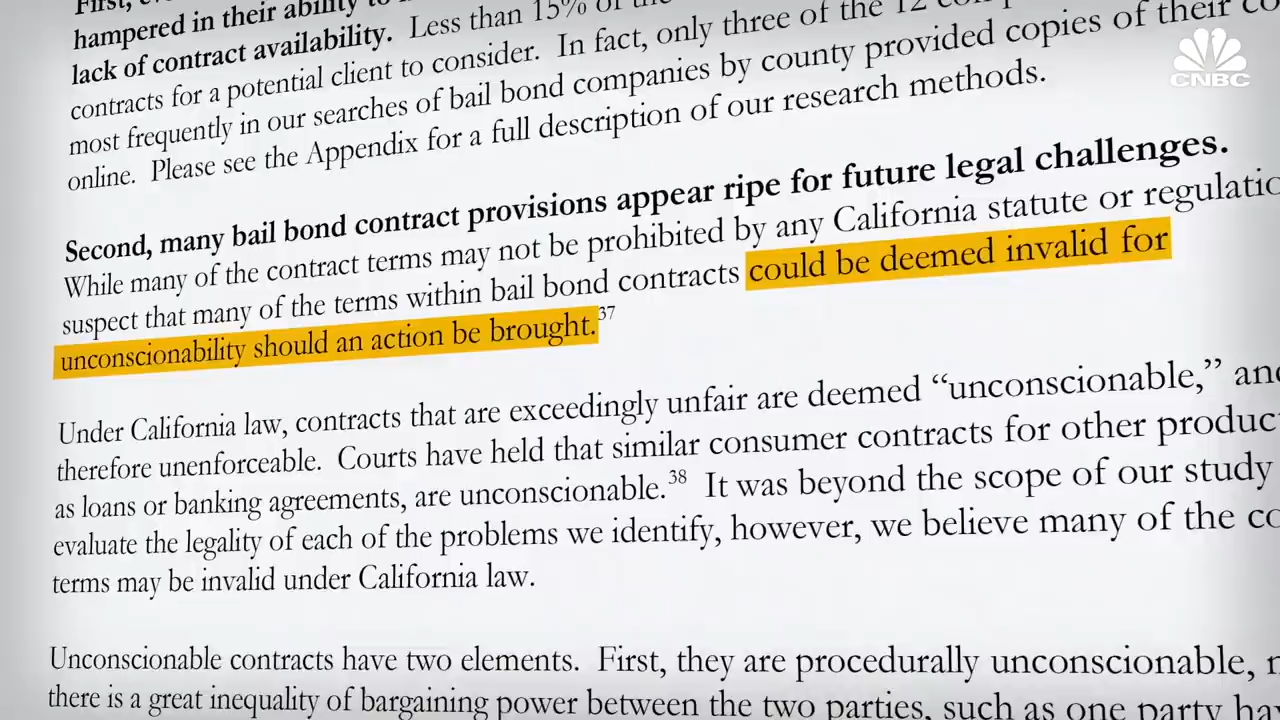 First,
hampered in their ability to
lack of contract availability. Less than 15% of the
contracts for a potential client to consider. In fact, only three of the 12
most frequently in our searches of bail bond companies by county provided copies of their
online. Please see the Appendix for a full description of our research methods.
CNBC
Second, many bail bond contract provisions appear ripe for future legal challenges.
While many of the contract terms may not be prohibited by any California statute or regulatio
suspect that many of the terms within bail bond contracts could be deemed invalid for
unconscionability should an action be brought.37
Under California law, contracts that are exceedingly unfair are deemed “unconscionable,” and
therefore unenforceable. Courts have held that similar consumer contracts for other produc
as loans or banking agreements, are unconscionable.38 It was beyond the scope of our study
evaluate the legality of each of the problems we identify, however, we believe many of the co
terms may be invalid under California law.
Unconscionable contracts have two elements. First, they are procedurally unconscionable,
there is a great inequality of bargaining power between the two parties, such as one party